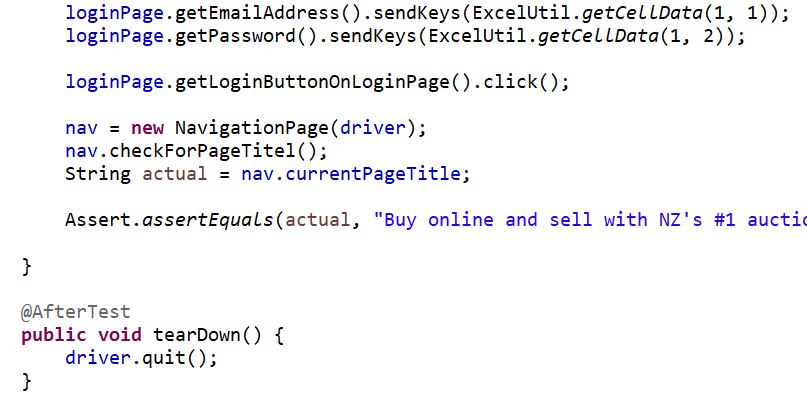 loginPage.getEmailAddress().sendKeys(ExcelUtil.getCellData(1, 1));
loginPage.getPassword().sendKeys(ExcelUtil.getCellData(1, 2));
loginPage.getLoginButtonOnLoginPage().click();
nav = new NavigationPage(driver);
nav.checkForPageTitel();
String actual = nav.currentPageTitle;
Assert.assertEquals(actual, "Buy online and sell with NZ's #1 auctio
}
@AfterTest
public void tearDown() {
driver.quit();
}